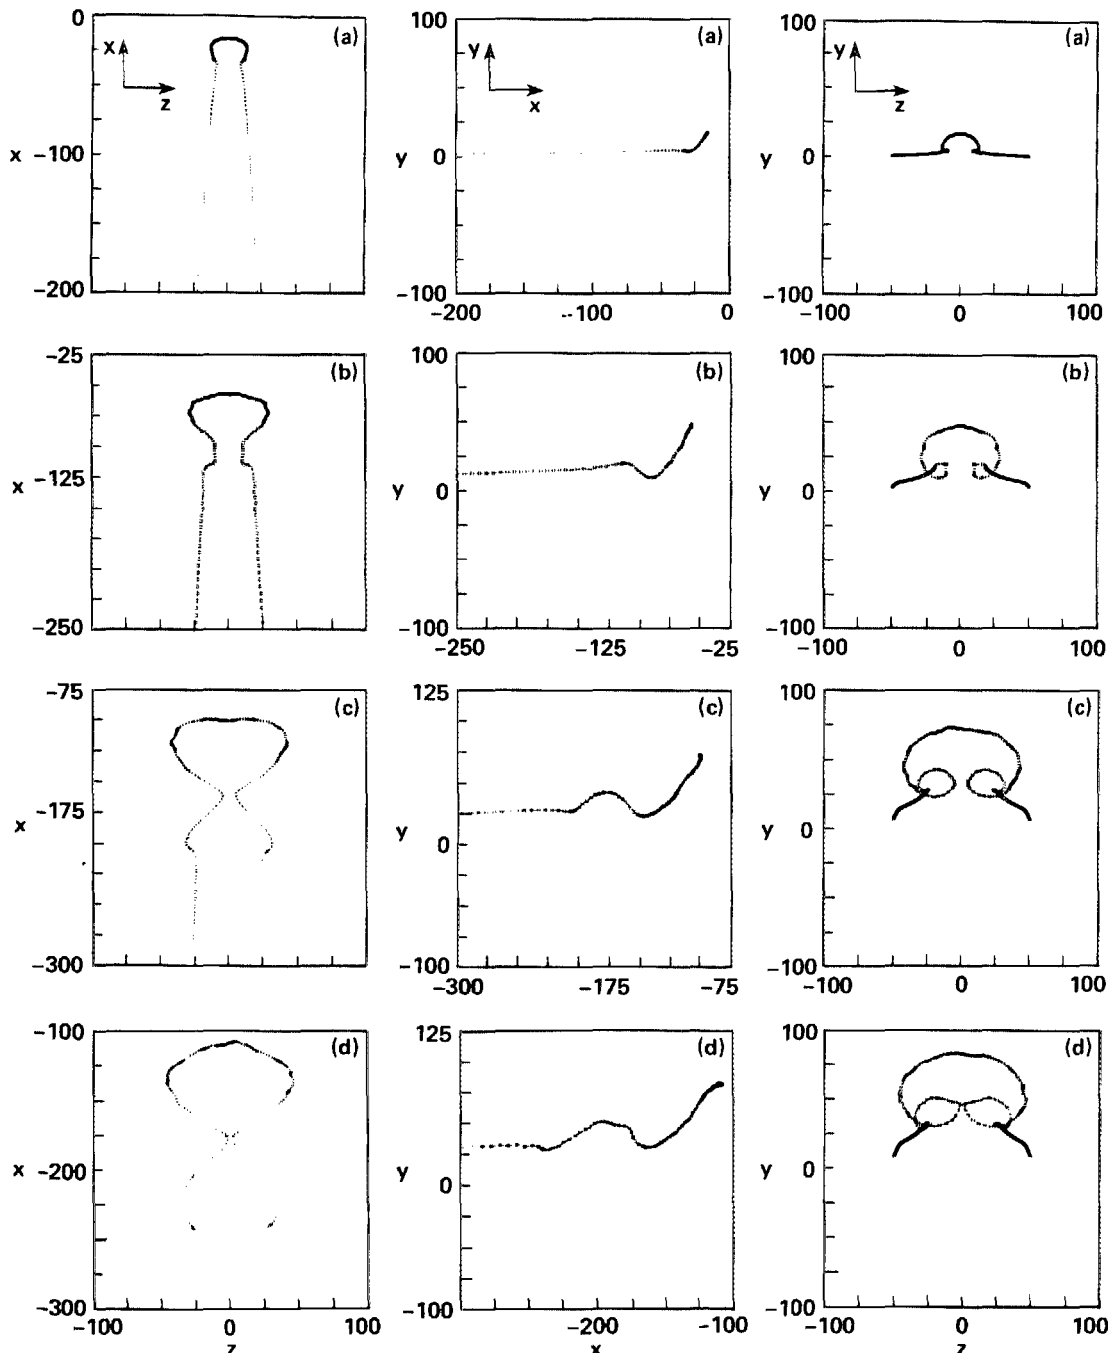 0 (a) 100 (a) 100 (a)
x y y
z x z
x -100 y 0 y 0
-200 -100 -100
-200 -100 0 -100 0 100
-25 (b) 100 (b) 100 (b)
x -125 y 0 y 0
-250 -100 -100
-250 -125 -25 -100 0 100
-75 (c) 125 (c) 100 (c)
x -175 y 0 y 0
-300 -100 -100
-300 -175 -75 -100 0 100
-100 (d) 125 (d) 100 (d)
x -200 y 0 y 0
-300 -100 -100
-100 0 100 -200 -100 -100 0 100
z x z